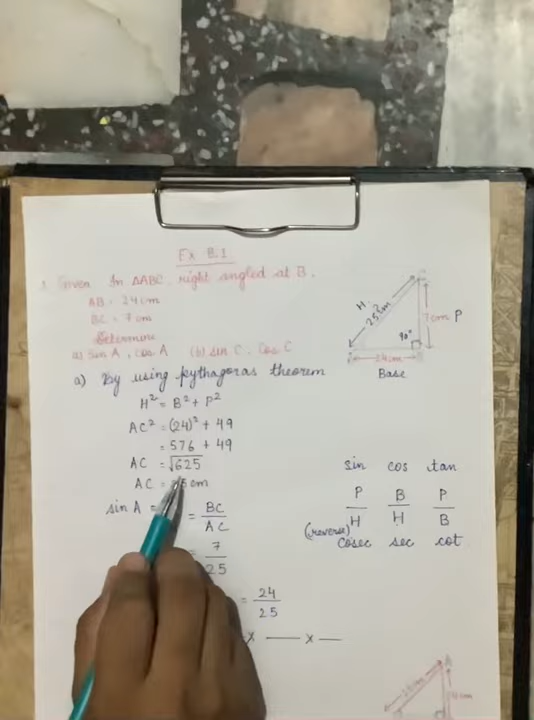 Ex 8.1
1. Given In ΔABC, right angled at B.
AB = 24cm
BC = 7 cm
Determine
a) Sin A, cos A (b) sin C, Cos C
C
H
25cm
7cm P
90°
A 24cm B
Base
a) By using pythagoras theorem
H² = B² + P²
AC² = (24)² + 49
= 576 + 49
AC = √625
AC = cm
sin A = = BC/AC
= 7/25
= 24/25
x — x —
sin cos tan
P/H B/H P/B
(reverse)
cosec sec cot
25cm
A